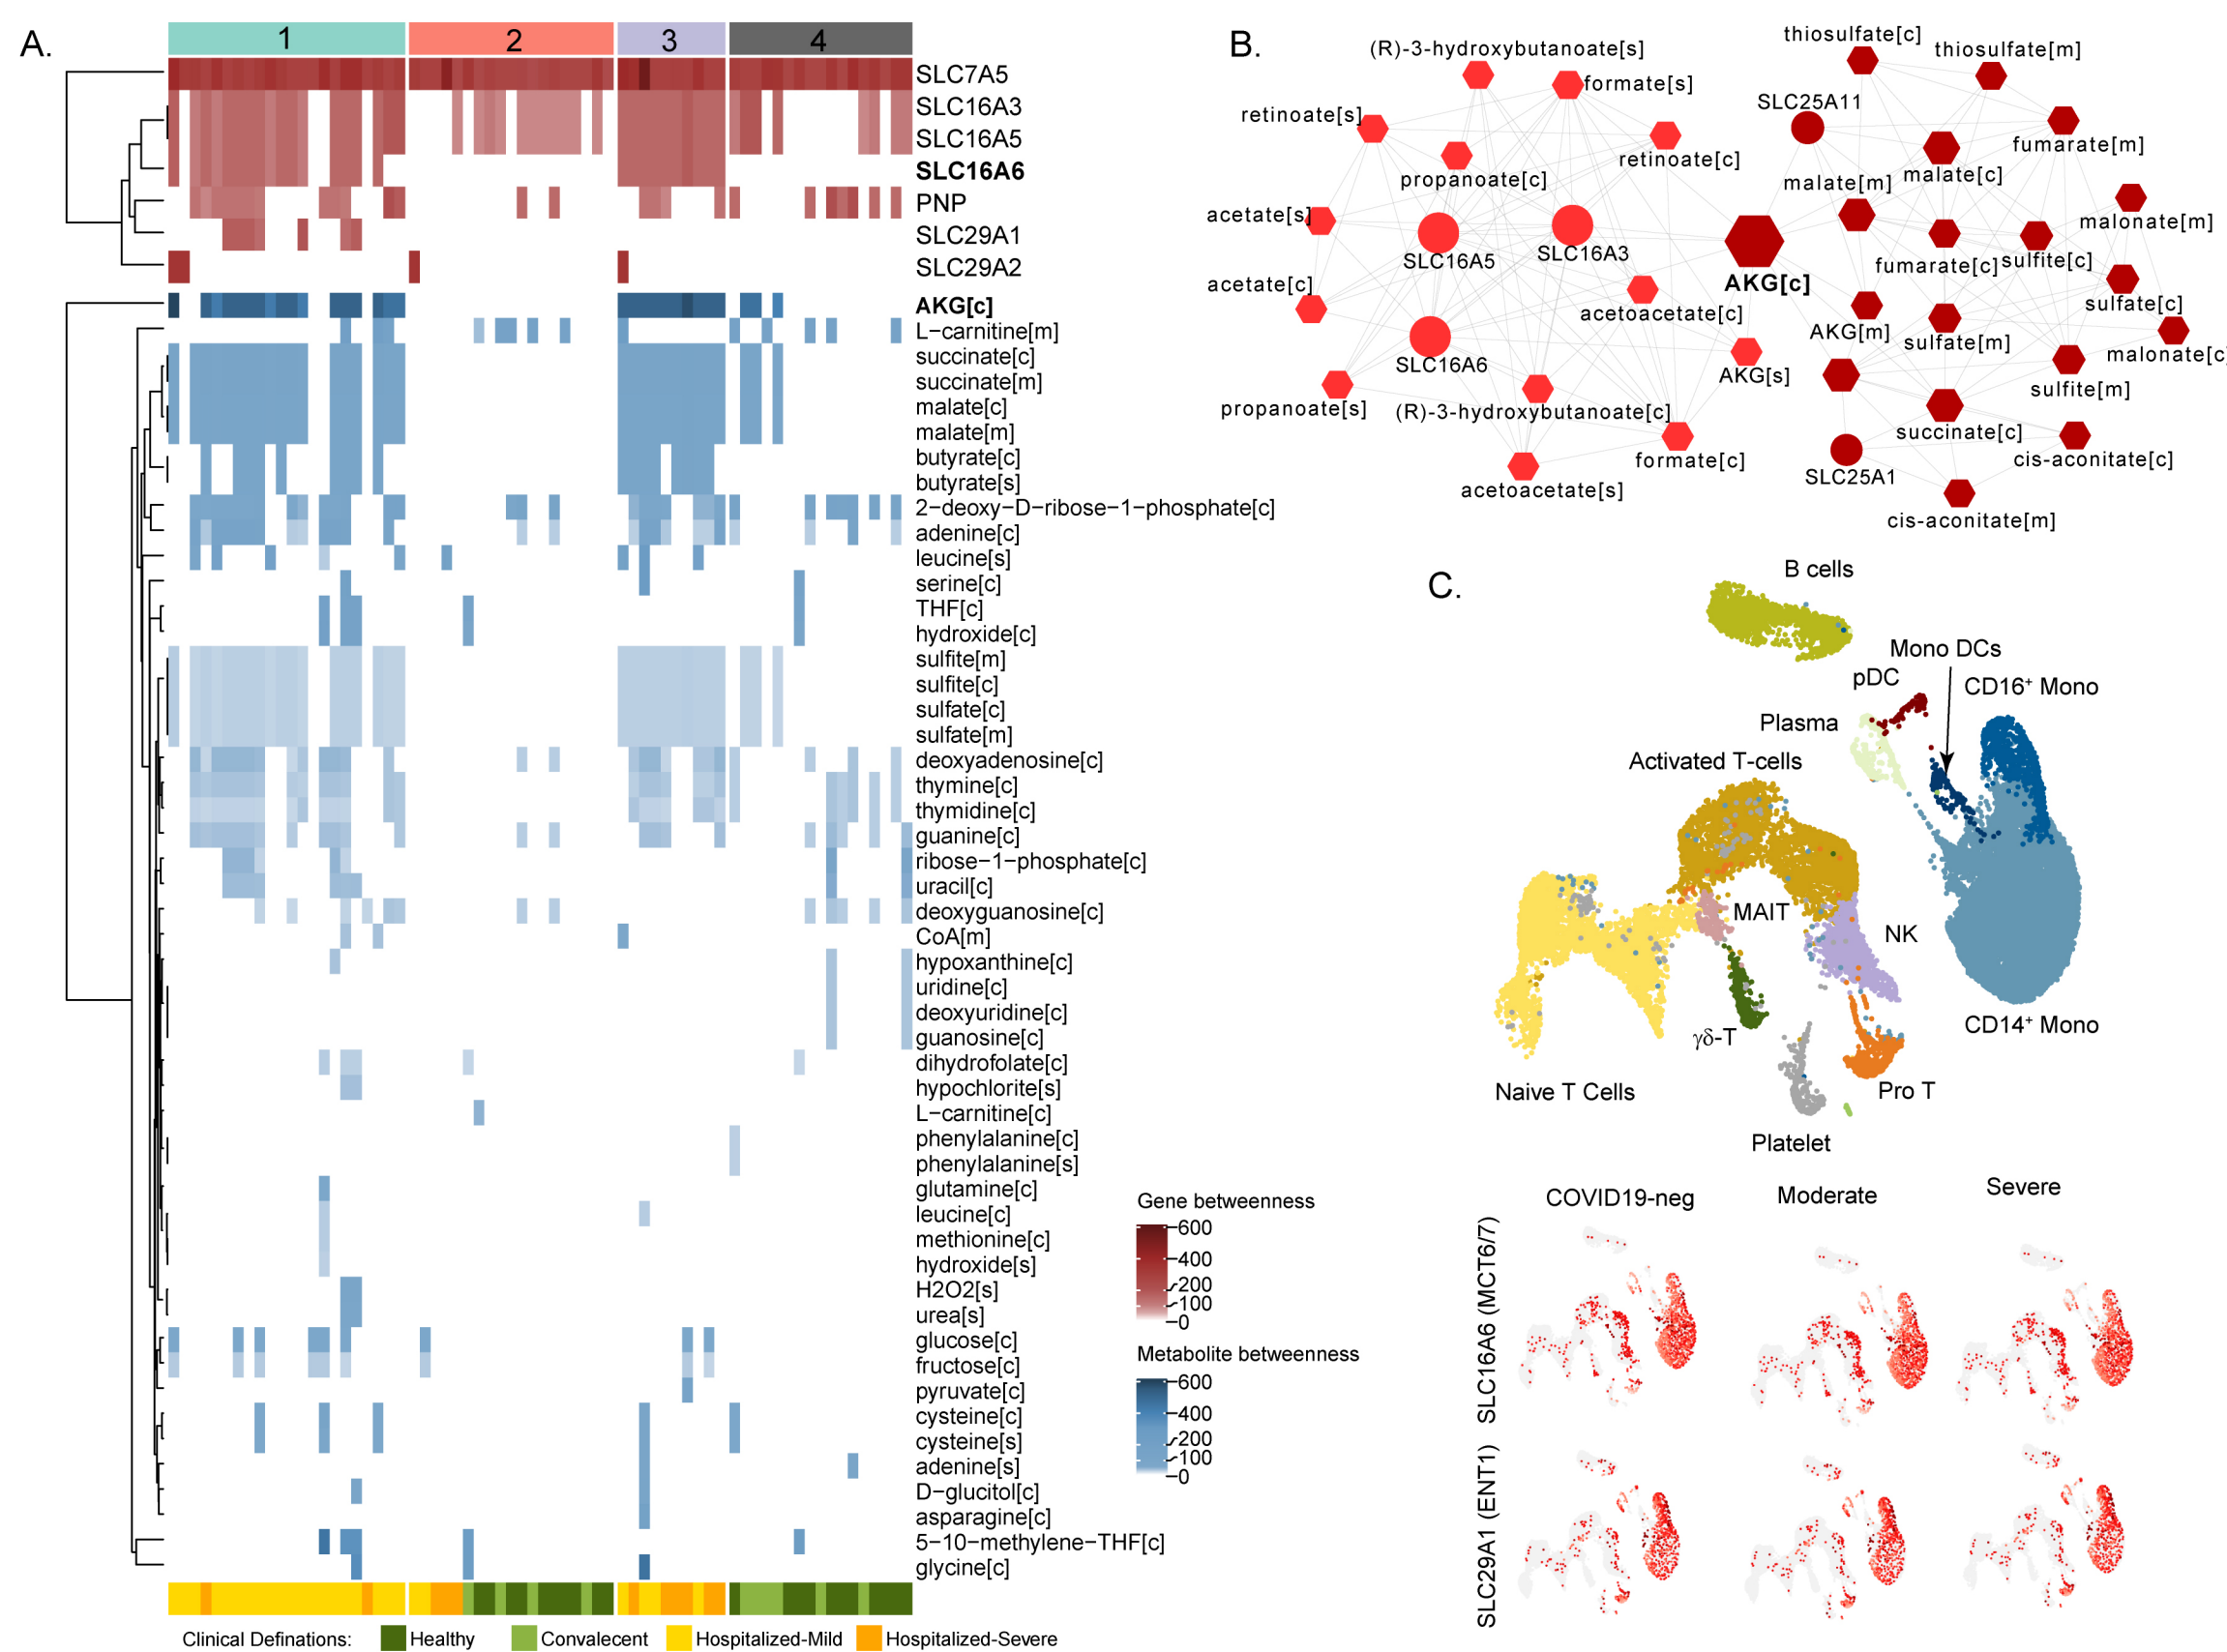 A.
1 2 3 4
SLC7A5
SLC16A3
SLC16A5
SLC16A6
PNP
SLC29A1
SLC29A2
AKG[c]
L−carnitine[m]
succinate[c]
succinate[m]
malate[c]
malate[m]
butyrate[c]
butyrate[s]
2−deoxy−D−ribose−1−phosphate[c]
adenine[c]
leucine[s]
serine[c]
THF[c]
hydroxide[c]
sulfite[m]
sulfite[c]
sulfate[c]
sulfate[m]
deoxyadenosine[c]
thymine[c]
thymidine[c]
guanine[c]
ribose−1−phosphate[c]
uracil[c]
deoxyguanosine[c]
CoA[m]
hypoxanthine[c]
uridine[c]
deoxyuridine[c]
guanosine[c]
dihydrofolate[c]
hypochlorite[s]
L−carnitine[c]
phenylalanine[c]
phenylalanine[s]
glutamine[c]
leucine[c]
methionine[c]
hydroxide[s]
H2O2[s]
urea[s]
glucose[c]
fructose[c]
pyruvate[c]
cysteine[c]
cysteine[s]
adenine[s]
D−glucitol[c]
asparagine[c]
5−10−methylene−THF[c]
glycine[c]
Clinical Definations: Healthy Convalecent Hospitalized-Mild Hospitalized-Severe
Gene betweenness
600
400
200
100
0
Metabolite betweenness
600
400
200
100
0
B.
(R)-3-hydroxybutanoate[s]
formate[s]
retinoate[s]
retinoate[c]
propanoate[c]
acetate[s]
SLC16A5
SLC16A3
acetate[c]
acetoacetate[c]
SLC16A6
AKG[s]
propanoate[s]
(R)-3-hydroxybutanoate[c]
formate[c]
acetoacetate[s]
AKG[c]
thiosulfate[c]
thiosulfate[m]
SLC25A11
fumarate[m]
malate[c]
malate[m]
malonate[m]
fumarate[c]
sulfite[c]
sulfate[c]
AKG[m]
sulfate[m]
malonate[c]
sulfite[m]
succinate[c]
cis-aconitate[c]
SLC25A1
cis-aconitate[m]
C.
B cells
Mono DCs
pDC
CD16+ Mono
Plasma
Activated T-cells
MAIT
NK
γδ-T
CD14+ Mono
Naive T Cells
Pro T
Platelet
COVID19-neg
Moderate
Severe
SLC16A6 (MCT6/7)
SLC29A1 (ENT1)